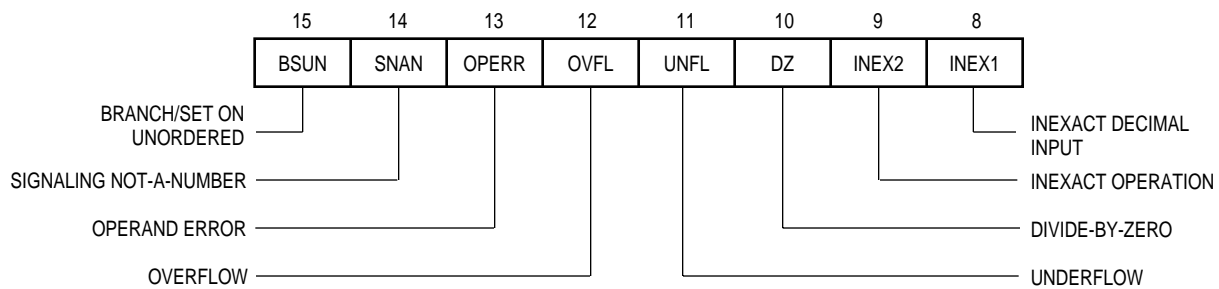 15 14 13 12 11 10 9 8
BSUN SNAN OPERR OVFL UNFL DZ INEX2 INEX1
BRANCH/SET ON
UNORDERED
INEXACT DECIMAL
INPUT
SIGNALING NOT-A-NUMBER
INEXACT OPERATION
OPERAND ERROR
DIVIDE-BY-ZERO
OVERFLOW
UNDERFLOW